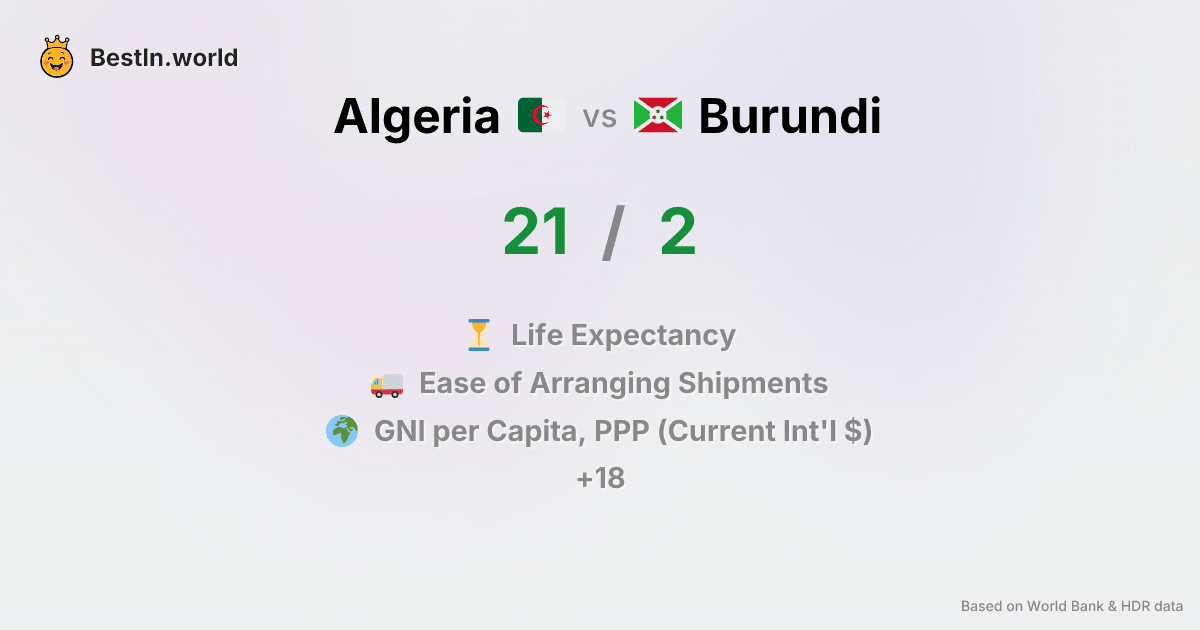 BestIn.world
Algeria vs Burundi
21 / 2
Life Expectancy
Ease of Arranging Shipments
GNI per Capita, PPP (Current Int'l $)
+18
Based on World Bank & HDR data